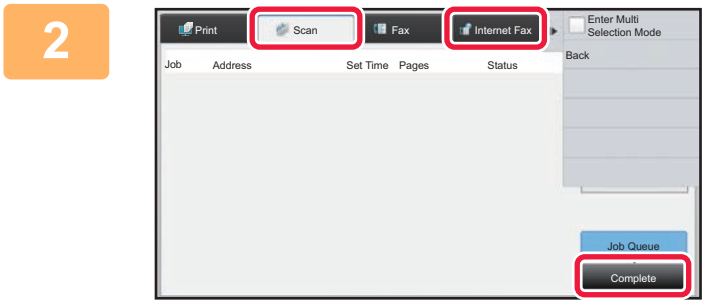 2
Print Scan Fax Internet Fax
Enter Multi
Selection Mode
Back
Job Address Set Time Pages Status
Job Queue
Complete